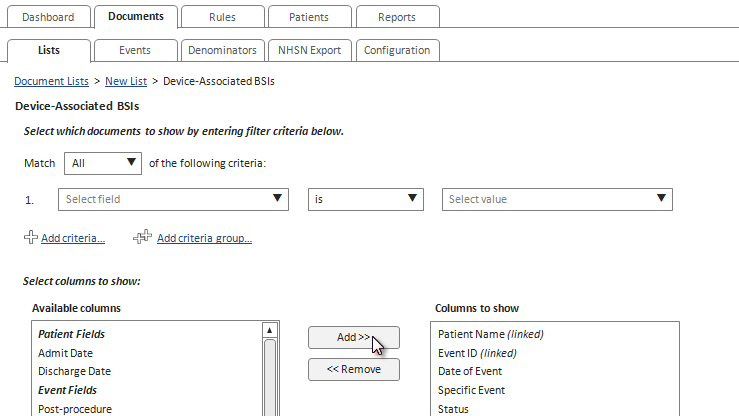 Dashboard Documents Rules Patients Reports
Lists Events Denominators NHSN Export Configuration
Document Lists > New List > Device-Associated BSIs
Device-Associated BSIs
Select which documents to show by entering filter criteria below.
Match All of the following criteria:
1. Select field is Select value
Add criteria... Add criteria group...
Select columns to show:
Available columns
Patient Fields
Admit Date
Discharge Date
Event Fields
Post-procedure
Add >>
<< Remove
Columns to show
Patient Name (linked)
Event ID (linked)
Date of Event
Specific Event
Status